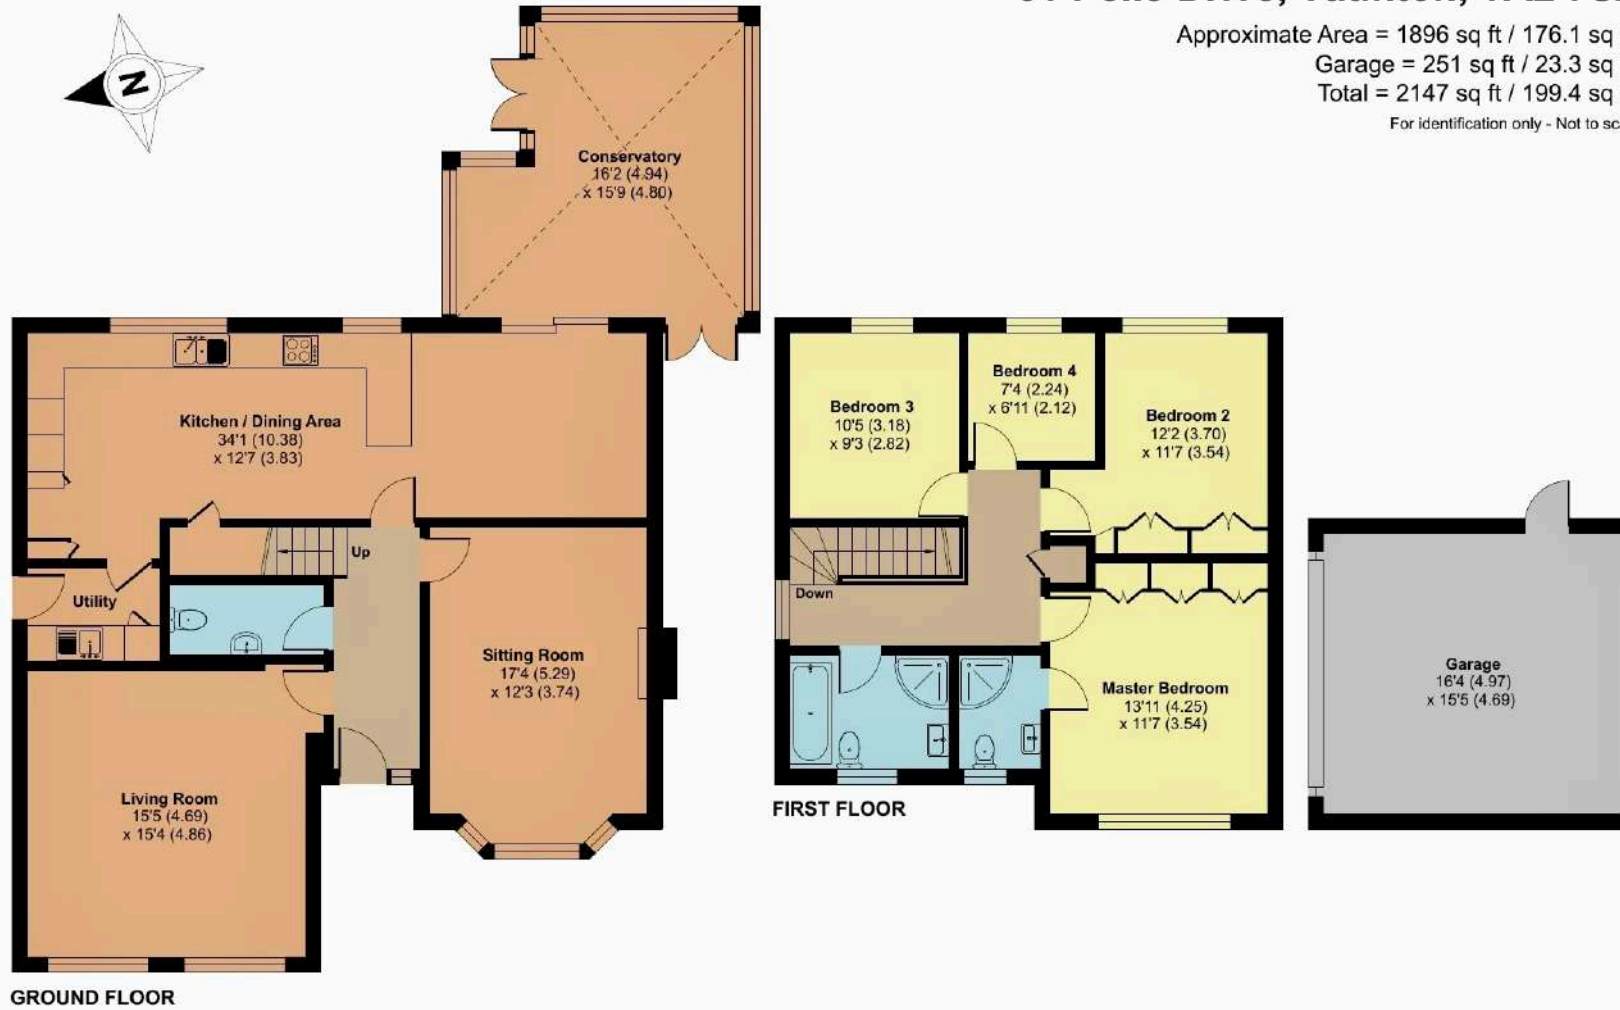 Approximate Area = 1896 sq ft / 176.1 sq
Garage = 251 sq ft / 23.3 sq
Total = 2147 sq ft / 199.4 sq
For identification only - Not to sc
N
Conservatory
16'2 (4.94)
x 15'9 (4.80)
Kitchen / Dining Area
34'1 (10.38)
x 12'7 (3.83)
Up
Utility
Sitting Room
17'4 (5.29)
x 12'3 (3.74)
Living Room
15'5 (4.69)
x 15'4 (4.86)
GROUND FLOOR
Bedroom 3
10'5 (3.18)
x 9'3 (2.82)
Bedroom 4
7'4 (2.24)
x 6'11 (2.12)
Bedroom 2
12'2 (3.70)
x 11'7 (3.54)
Down
Master Bedroom
13'11 (4.25)
x 11'7 (3.54)
FIRST FLOOR
Garage
16'4 (4.97)
x 15'5 (4.69)